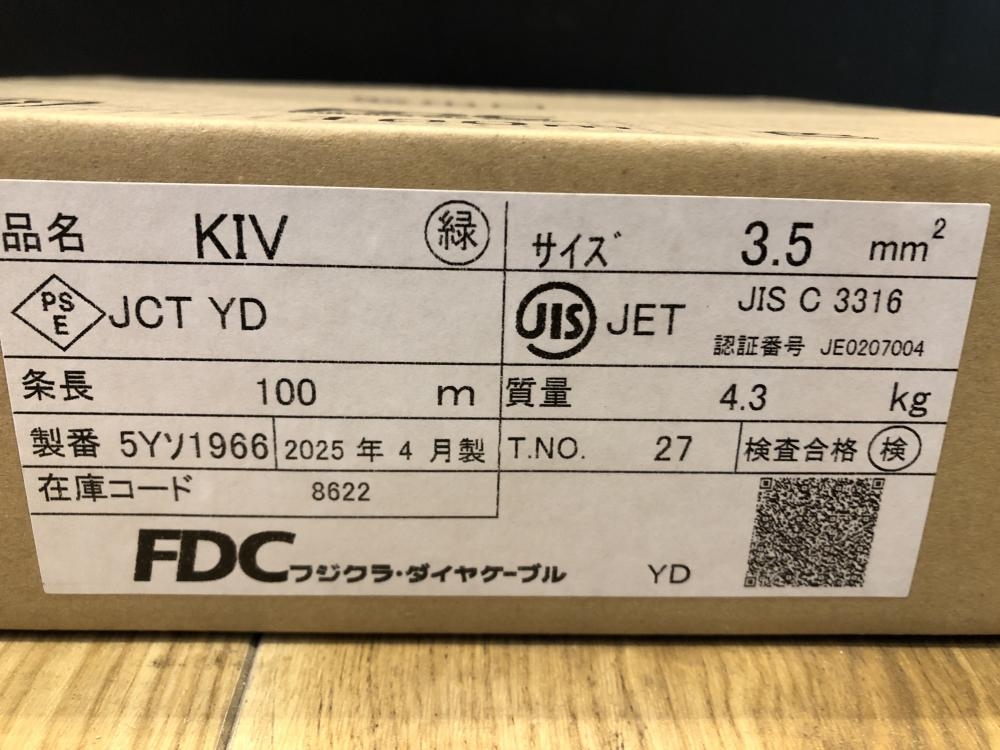 品名 KIV 緑 サイズ 3.5 mm²
PS E JCT YD JIS JET JIS C 3316
認証番号 JE0207004
条長 100 m 質量 4.3 kg
製番 5Yソ1966 2025 年 4 月製 T.NO. 27 検査合格 検
在庫コード 8622
FDC フジクラ・ダイヤケーブル YD